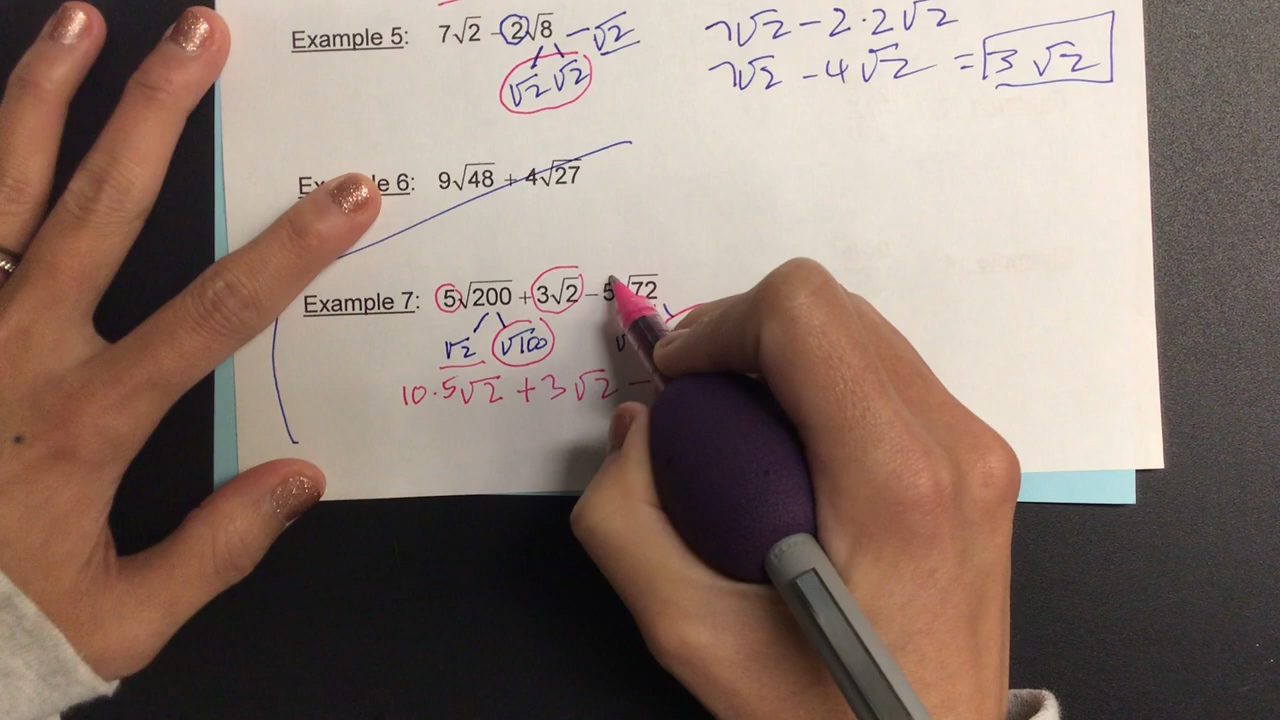 Example 5: 7√2 - 2√8 - √2
√2 √2
7√2 - 2·2√2
7√2 - 4√2 = 3√2
9√48 + 4√27
Example 7: 5√200 + 3√2 - 5√72
√2 √100
10·5√2 + 3√2 -